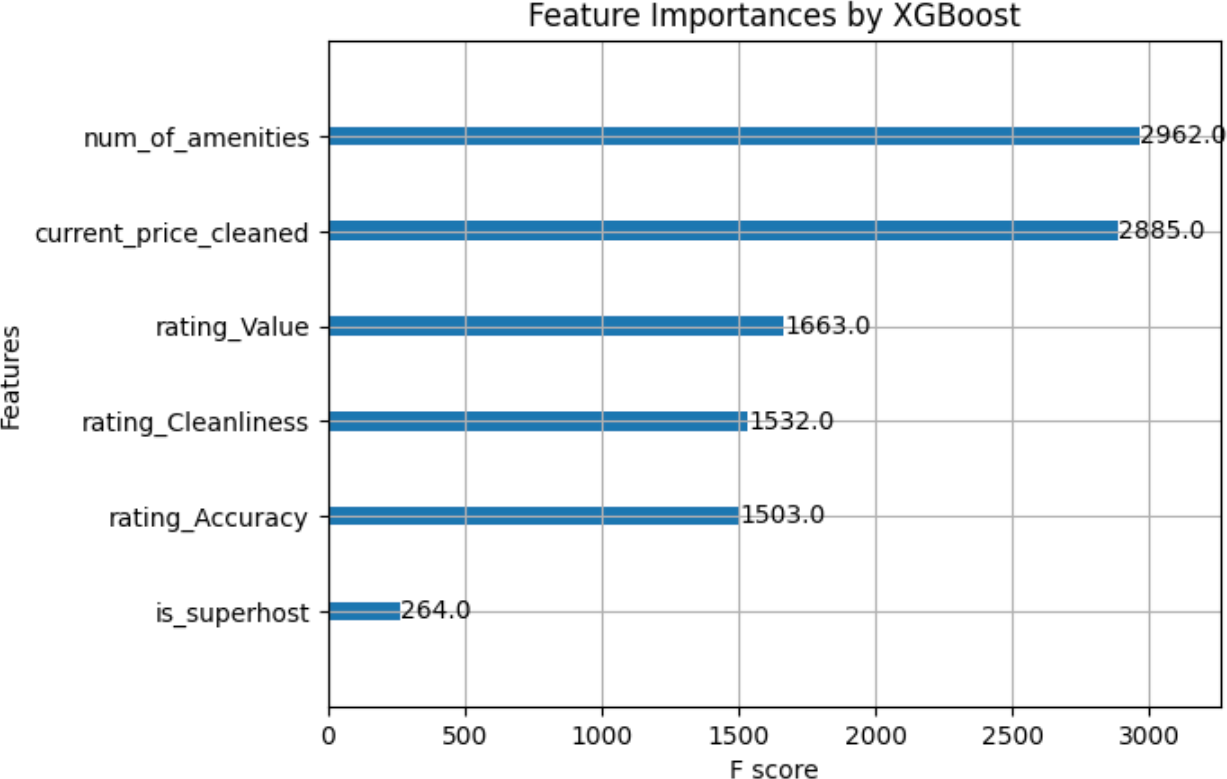 Feature Importances by XGBoost
num_of_amenities 2962.0
current_price_cleaned 2885.0
rating_Value 1663.0
rating_Cleanliness 1532.0
rating_Accuracy 1503.0
is_superhost 264.0
Features
0 500 1000 1500 2000 2500 3000
F score